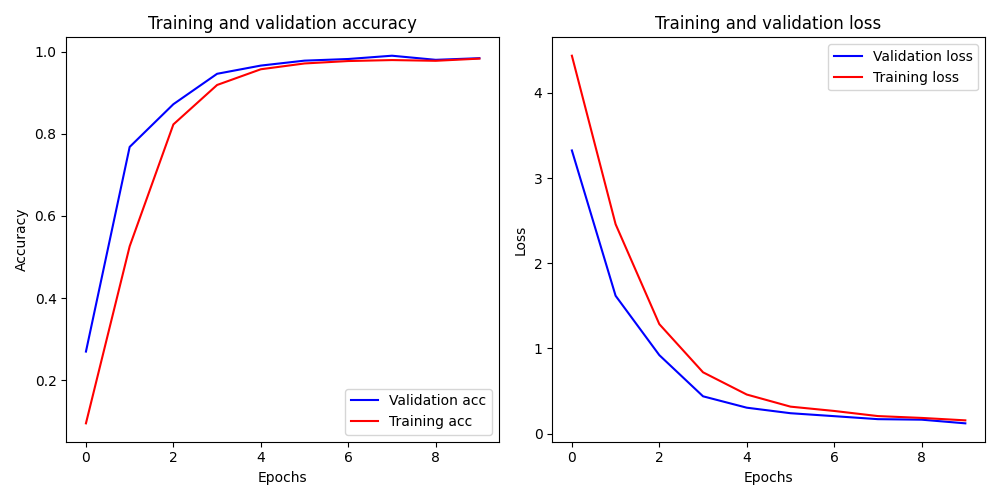 Training and validation accuracy
1.0
0.8
0.6
0.4
0.2
Accuracy
0 2 4 6 8
Epochs
Validation acc
Training acc
Training and validation loss
4
3
2
1
0
Loss
0 2 4 6 8
Epochs
Validation loss
Training loss